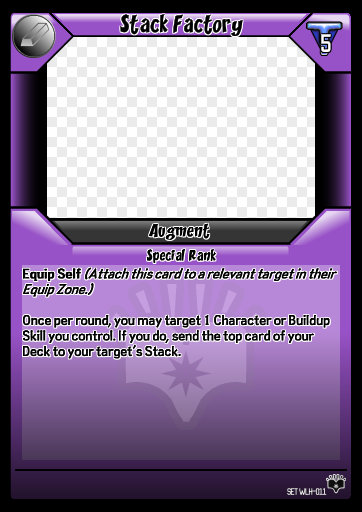 Stack Factory
5
Augment
Special Rank
Equip Self (Attach this card to a relevant target in their
Equip Zone.)
Once per round, you may target 1 Character or Buildup
Skill you control. If you do, send the top card of your
Deck to your target's Stack.
SET WLH-011